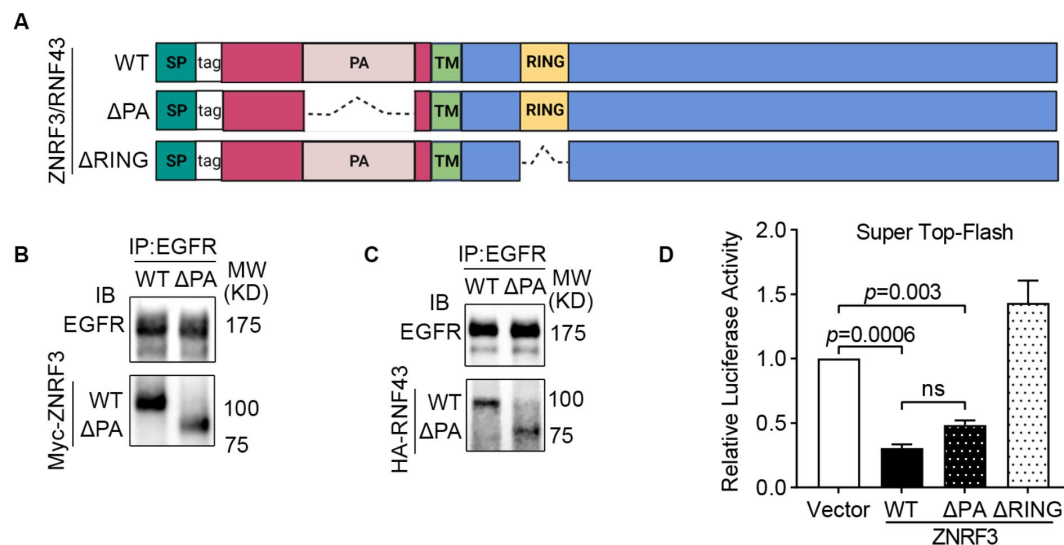 A
ZNRF3/RNF43
WT
SP tag PA TM RING
ΔPA
SP tag TM RING
ΔRING
SP tag PA TM
B
IP:EGFR
WT ΔPA MW
(KD)
IB
EGFR 175
Myc-ZNRF3
WT 100
ΔPA 75
C
IP:EGFR
WT ΔPA MW
(KD)
IB
EGFR 175
HA-RNF43
WT 100
ΔPA 75
D
Super Top-Flash
Relative Luciferase Activity
2.0
1.5
1.0
0.5
0.0
p=0.003
p=0.0006
ns
Vector WT ΔPA ΔRING
ZNRF3